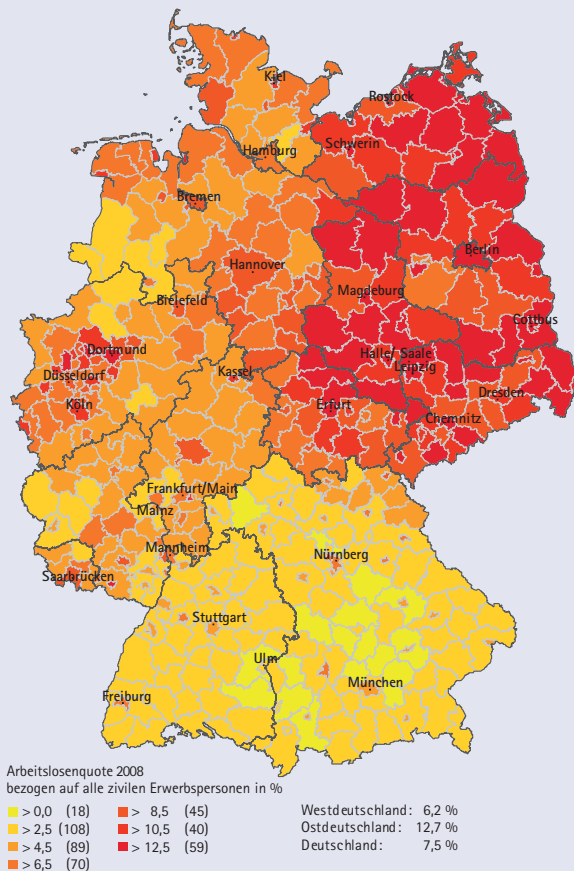 Kiel
Rostock
Hamburg
Schwerin
Bremen
Berlin
Hannover
Magdeburg
Bielefeld
Cottbus
Dortmund
Halle/ Saale
Kassel
Leipzig
Düsseldorf
Dresden
Köln
Erfurt
Chemnitz
Frankfurt/Main
Mainz
Mannheim
Nürnberg
Saarbrücken
Stuttgart
Ulm
München
Freiburg
Arbeitslosenquote 2008
bezogen auf alle zivilen Erwerbspersonen in %
> 0,0 (18) > 8,5 (45) Westdeutschland: 6,2 %
> 2,5 (108) > 10,5 (40) Ostdeutschland: 12,7 %
> 4,5 (89) > 12,5 (59) Deutschland: 7,5 %
> 6,5 (70)